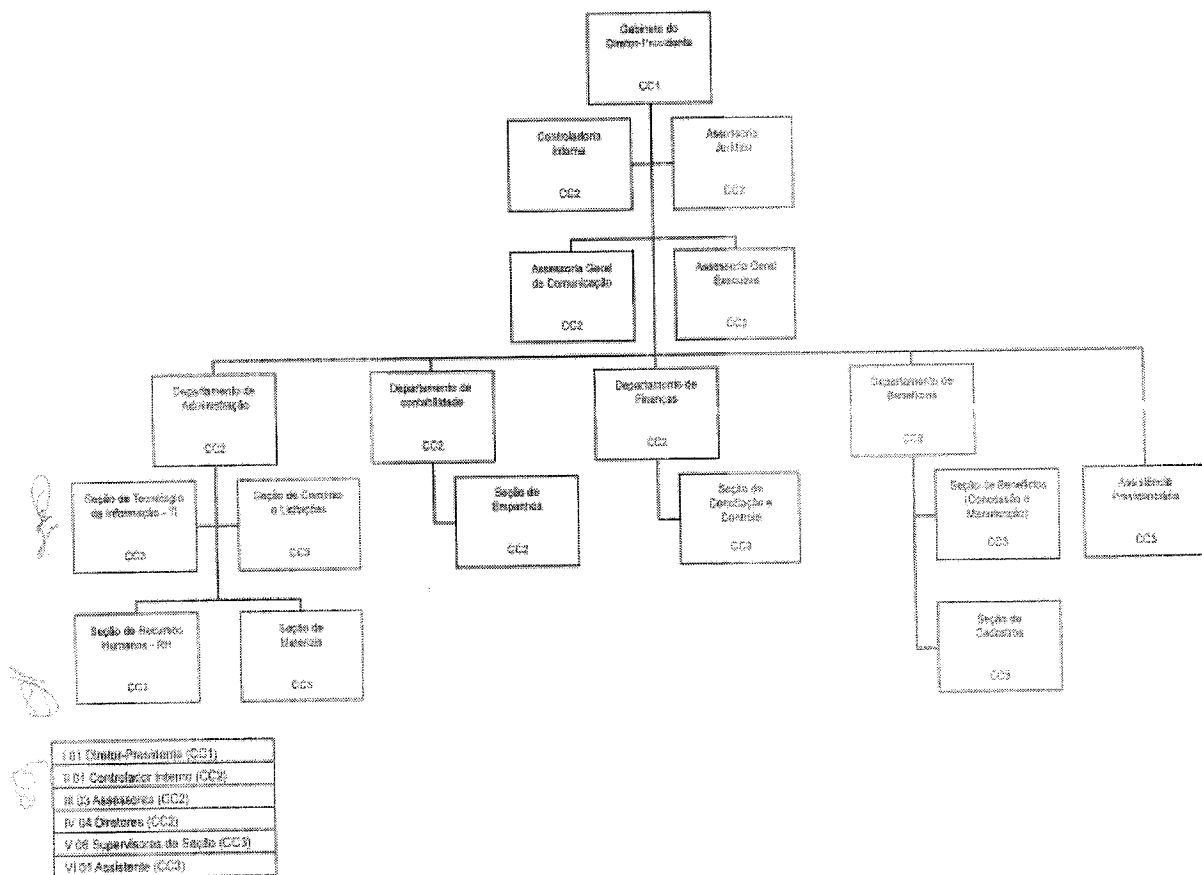 Gabinete do
Diretor-Presidente
CC1
Controladoria
Interna
CC2
Assessoria
Jurídica
CC2
Assessoria Geral
de Comunicação
CC2
Assessoria Geral
Executiva
Departamento de
Administração
CC2
Departamento de
contabilidade
CC2
Departamento de
Finanças
CC2
Departamento de
Benefícios
Seção de Tecnologia
da Informação - TI
CC3
Seção de Compras
e Licitações
CC3
Seção de
Empenhos
CC2
Seção de
Conciliação e
Controle
CC3
Seção de Benefícios
(Concessão e
Manutenção)
CC3
Assistência
Previdenciária
Seção de Recursos
Humanos - RH
CC3
Seção de
Materiais
CC3
Seção de
Cadastros
CC3
I 01 Diretor-Presidente (CC1)
II 01 Controlador Interno (CC2)
III 03 Assessores (CC2)
IV 04 Diretores (CC2)
V Supervisores de Seção (CC3)
VI 01 Assistente (CC3)